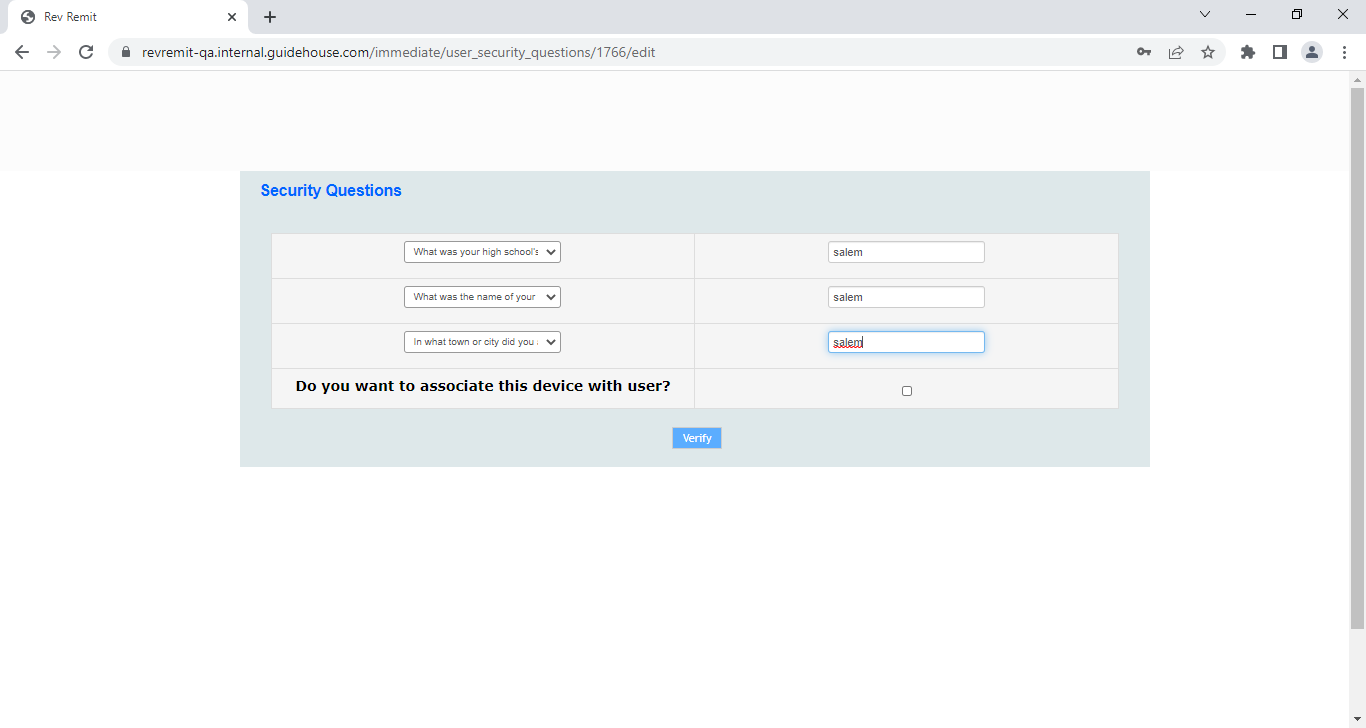 Rev Remit
revremit-qa.internal.guidehouse.com/immediate/user_security_questions/1766/edit
Security Questions
What was your high school's salem
What was the name of your salem
In what town or city did you salem
Do you want to associate this device with user?
Verify